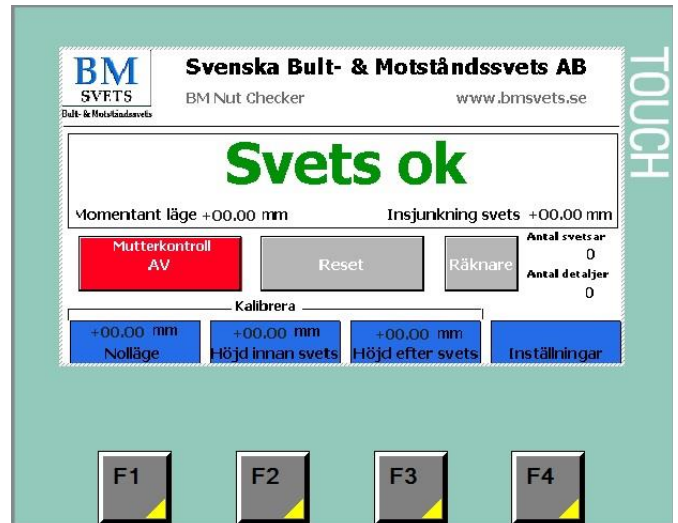 BM
SVETS
Bult- & Motståndssvets
Svenska Bult- & Motståndssvets AB
BM Nut Checker www.bmsvets.se
TOUCH
Svets ok
Momentant läge +00.00 mm Insjunkning svets +00.00 mm
Mutterkontroll
AV
Reset
Räknare
Antal svetsar
0
Antal detaljer
0
Kalibrera
+00.00 mm +00.00 mm +00.00 mm
Nolläge Höjd innan svets Höjd efter svets Inställningar
F1 F2 F3 F4